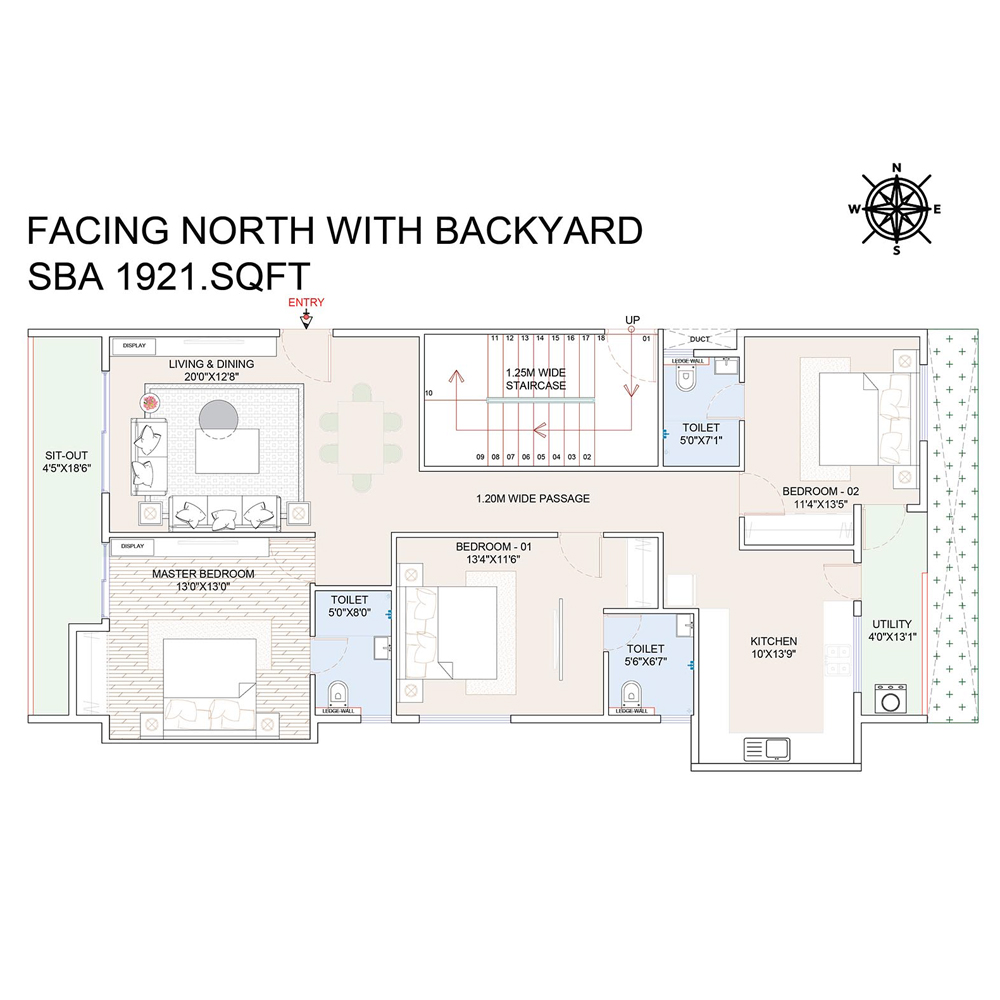 N
W E
S
FACING NORTH WITH BACKYARD
SBA 1921.SQFT
ENTRY
UP
DISPLAY
LIVING & DINING
20'0"X12'8"
11 12 13 14 15 16 17 18
01
10
1.25M WIDE
STAIRCASE
09 08 07 06 05 04 03 02
DUCT
LEDGE-WALL
TOILET
5'0"X7'1"
SIT-OUT
4'5"X18'6"
1.20M WIDE PASSAGE
BEDROOM - 02
11'4"X13'5"
DISPLAY
MASTER BEDROOM
13'0"X13'0"
BEDROOM - 01
13'4"X11'6"
TOILET
5'0"X8'0"
LEDGE-WALL
TOILET
5'6"X6'7"
LEDGE-WALL
KITCHEN
10'X13'9"
UTILITY
4'0"X13'1"